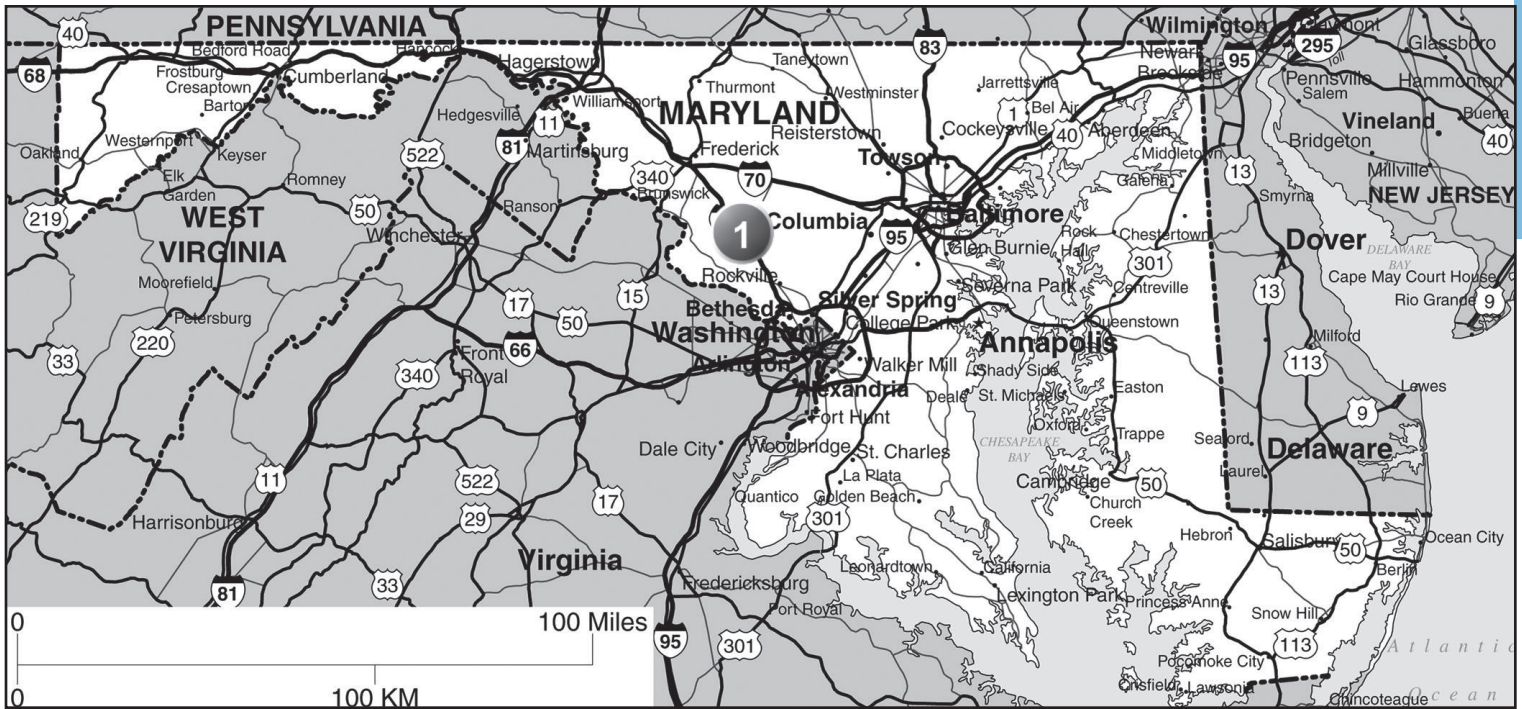 PENNSYLVANIA
40
Wilmington
Claymont
83
295
Glassboro
Bedford Road
Hancock
Hagerstown
Taneytown
Newark
95
toll
68
Frostburg
Cumberland
Cresaptown
Barton
Thurmont
Westminster
Jarrettsville
Brookside
Pennsville
Salem
Hammonton
Williamsport
MARYLAND
1
Bel Air
Buena
Hedgesville
11
Reisterstown
Cockeysville
40
Aberdeen
Vineland
Bridgeton
40
Oakland
Westernport
Keyser
522
81
Martinsburg
Frederick
Towson
Middletown
13
Millville
Elk
Garden
Romney
340
Brunswick
70
Galena
Smyrna
NEW JERSEY
219
WEST
VIRGINIA
50
Ranson
Winchester
1
Columbia
95
Baltimore
Glen Burnie
Rock
Hall
Chestertown
301
Dover
DELAWARE
BAY
Moorefield
Rockville
Severna Park
Centreville
13
Cape May Court House
Rio Grande
9
Petersburg
17
50
15
Bethesda
Silver Spring
Washington
College Park
Queenstown
Milford
33
220
66
Front
Royal
Arlington
Annapolis
Walker Mill
Shady Side
113
340
Alexandria
Deale
St. Michaels
Easton
Lewes
9
Fort Hunt
Oxford
Trappe
Seaford
Delaware
Dale City
Woodbridge
St. Charles
CHESAPEAKE
BAY
Laurel
11
522
La Plata
Cambridge
50
29
17
Quantico
Golden Beach
301
Church
Creek
Harrisonburg
Hebron
Salisbury
50
Ocean City
Virginia
Leonardtown
California
Berlin
81
33
Fredericksburg
Lexington Park
Princess Anne
Port Royal
Snow Hill
0
100 Miles
95
301
113
Atlantic
Ocean
Pocomoke City
0
100 KM
Crisfield
Lawsonia
Chincoteague